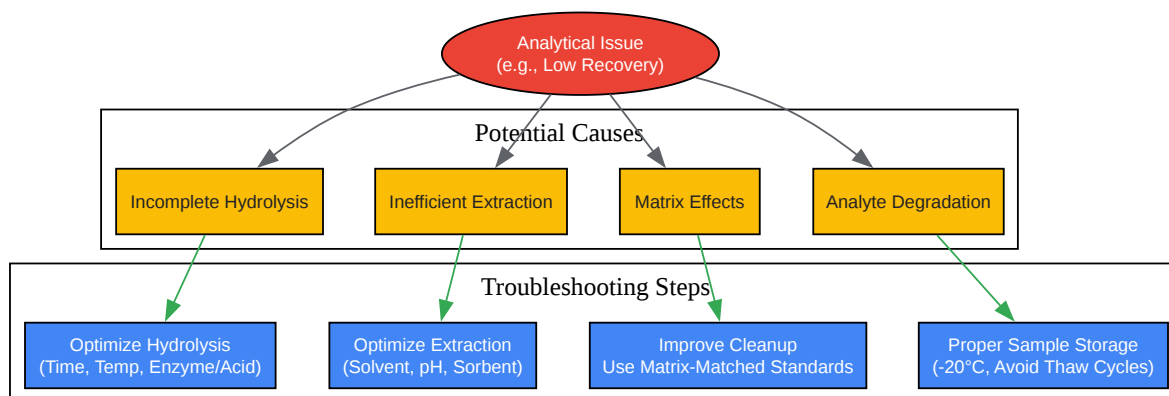 Analytical Issue
(e.g., Low Recovery)
Potential Causes
Incomplete Hydrolysis
Inefficient Extraction
Matrix Effects
Analyte Degradation
Troubleshooting Steps
Optimize Hydrolysis
(Time, Temp, Enzyme/Acid)
Optimize Extraction
(Solvent, pH, Sorbent)
Improve Cleanup
Use Matrix-Matched Standards
Proper Sample Storage
(-20°C, Avoid Thaw Cycles)